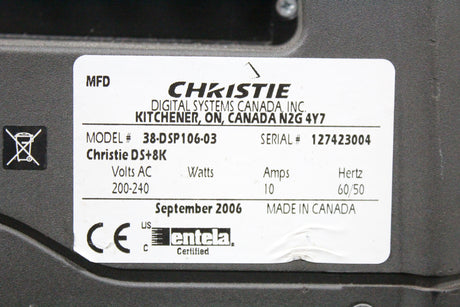 MFD
CHRISTIE
DIGITAL SYSTEMS CANADA, INC.
KITCHENER, ON, CANADA N2G 4Y7
MODEL # 38-DSP106-03 SERIAL # 127423004
Christie DS+8K
Volts AC Watts Amps Hertz
200-240 10 60/50
September 2006 MADE IN CANADA
CE US C entela
Certified